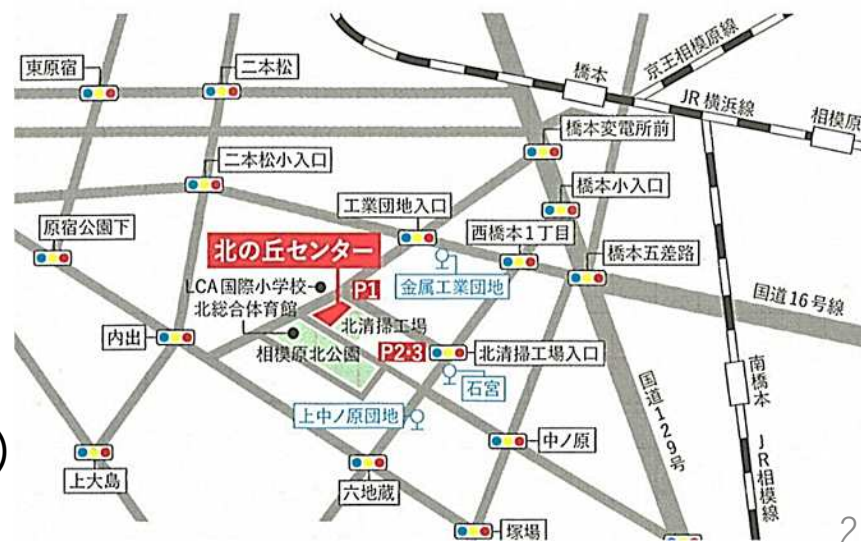 東原宿
二本松
橋本
京王相模原線
JR横浜線
相模原
橋本変電所前
二本松小入口
橋本小入口
工業団地入口
西橋本1丁目
原宿公園下
北の丘センター
橋本五差路
LCA国際小学校
P1
金属工業団地
国道16号線
北総合体育館
北清掃工場
内出
相模原北公園
P2・3
北清掃工場入口
石宮
南橋本
国道129号
上中ノ原団地
中ノ原
JR相模線
)
上大島
六地蔵
塚場
2